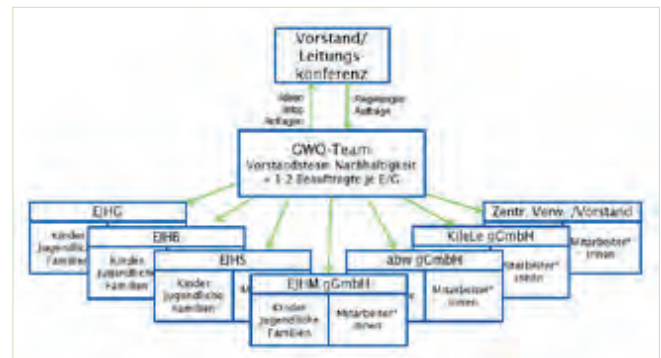 Vorstand/
Leitungs-
konferenz
Ideen
Infos
Anfragen
Anregungen
Aufträge
GWÖ-Team
Vorstandsteam Nachhaltigkeit
+ 1-2 Beauftragte je E/G
EJHG
Kinder
Jugendliche
Familien
EJHB
Kinder
Jugendliche
Familien
EJHS
Kinder
Jugendliche
Familien
EJHM gGmbH
Kinder
Jugendliche
Familien
Mitarbeiter*
innen
abw gGmbH
Mitarbeiter*
innen
KileLe gGmbH
Mitarbeiter*
innen
Zentr. Verw. /Vorstand
Mitarbeiter*
innen